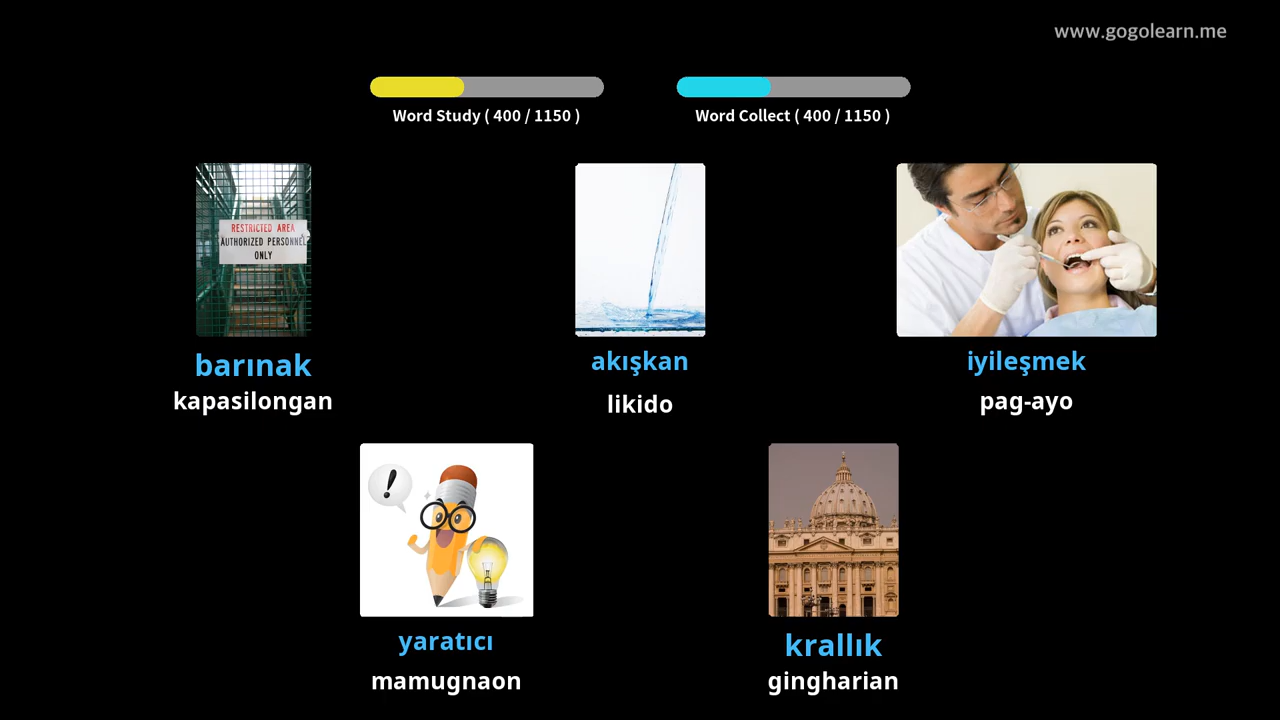 www.gogolearn.me
Word Study ( 400 / 1150 )
Word Collect ( 400 / 1150 )
RESTRICTED AREA
AUTHORIZED PERSONNEL
ONLY
barınak
kapasilongan
akışkan
likido
iyileşmek
pag-ayo
!
yaratıcı
mamugnaon
krallık
gingharian